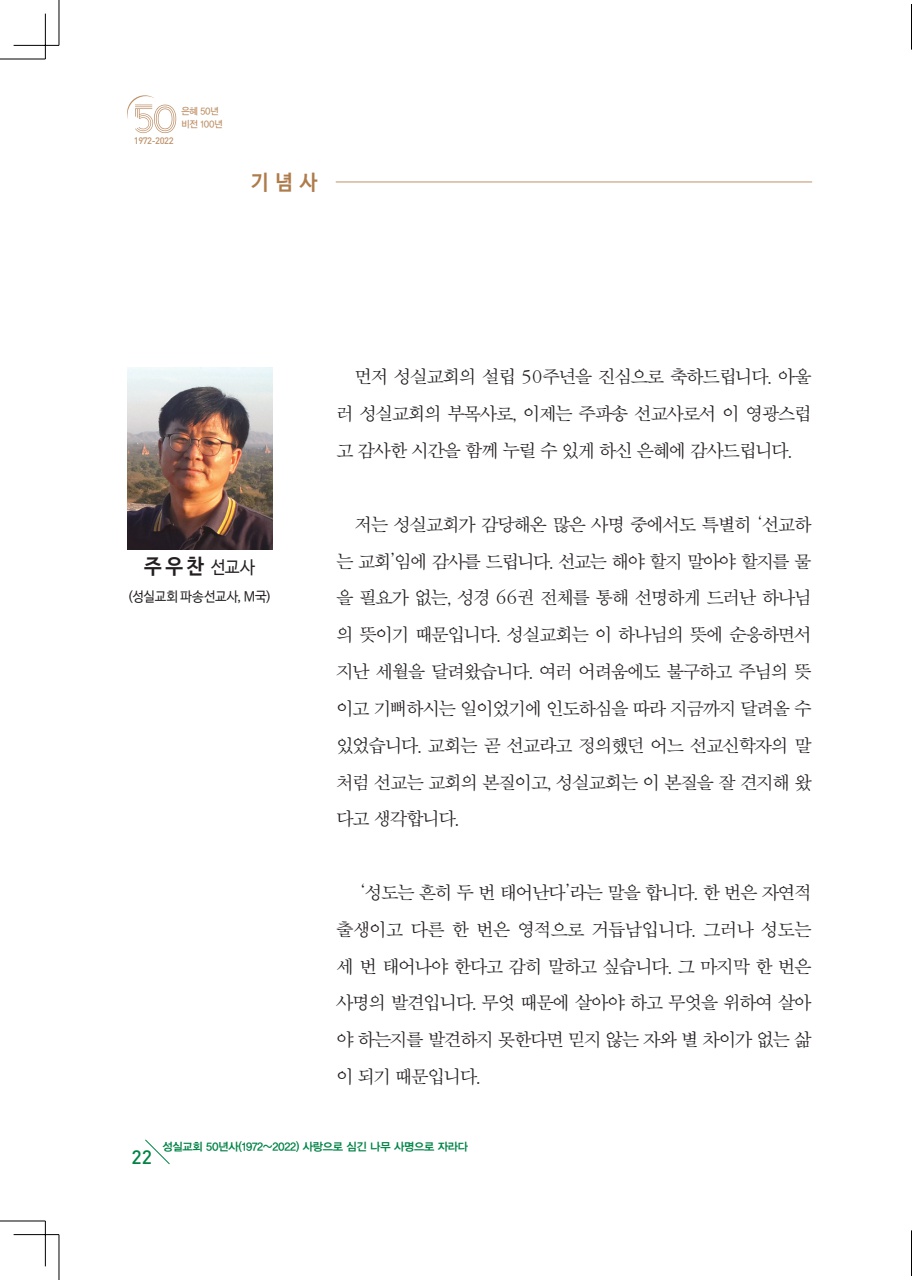 50
은혜 50년
비전 100년
1972-2022
기 념 사
주우찬 선교사
(성실교회 파송선교사, M국)
먼저 성실교회의 설립 50주년을 진심으로 축하드립니다. 아울
러 성실교회의 부목사로, 이제는 주파송 선교사로서 이 영광스럽
고 감사한 시간을 함께 누릴 수 있게 하신 은혜에 감사드립니다.
저는 성실교회가 감당해온 많은 사명 중에서도 특별히 ‘선교하
는 교회’임에 감사를 드립니다. 선교는 해야 할지 말아야 할지를 물
을 필요가 없는, 성경 66권 전체를 통해 선명하게 드러난 하나님
의 뜻이기 때문입니다. 성실교회는 이 하나님의 뜻에 순응하면서
지난 세월을 달려왔습니다. 여러 어려움에도 불구하고 주님의 뜻
이고 기뻐하시는 일이었기에 인도하심을 따라 지금까지 달려올 수
있었습니다. 교회는 곧 선교라고 정의했던 어느 선교신학자의 말
처럼 선교는 교회의 본질이고, 성실교회는 이 본질을 잘 견지해 왔
다고 생각합니다.
‘성도는 흔히 두 번 태어난다’라는 말을 합니다. 한 번은 자연적
출생이고 다른 한 번은 영적으로 거듭남입니다. 그러나 성도는
세 번 태어나야 한다고 감히 말하고 싶습니다. 그 마지막 한 번은
사명의 발견입니다. 무엇 때문에 살아야 하고 무엇을 위하여 살아
야 하는지를 발견하지 못한다면 믿지 않는 자와 별 차이가 없는 삶
이 되기 때문입니다.
22 성실교회 50년사(1972~2022) 사랑으로 심긴 나무 사명으로 자라다